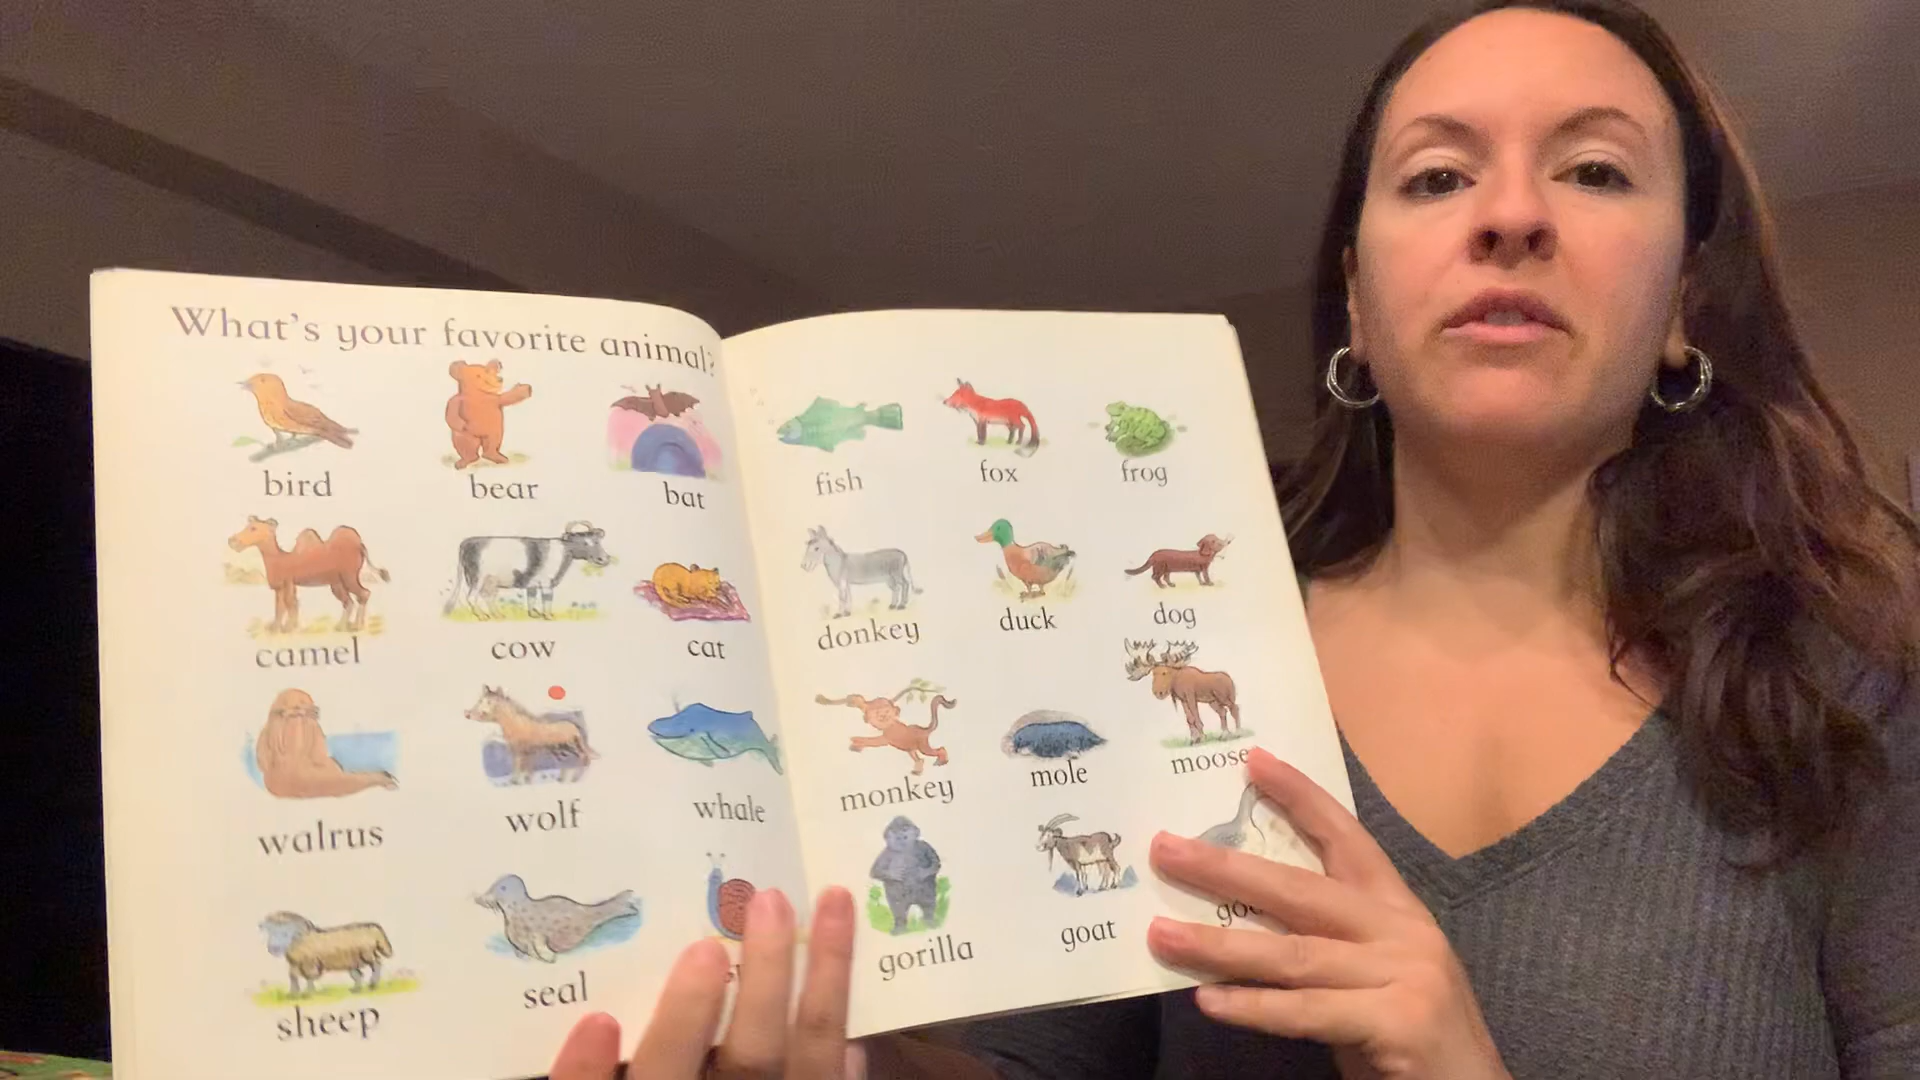 What's your favorite animal?
bird bear bat
camel cow cat
walrus wolf whale
sheep seal
fish fox frog
donkey duck dog
monkey mole moose
gorilla goat